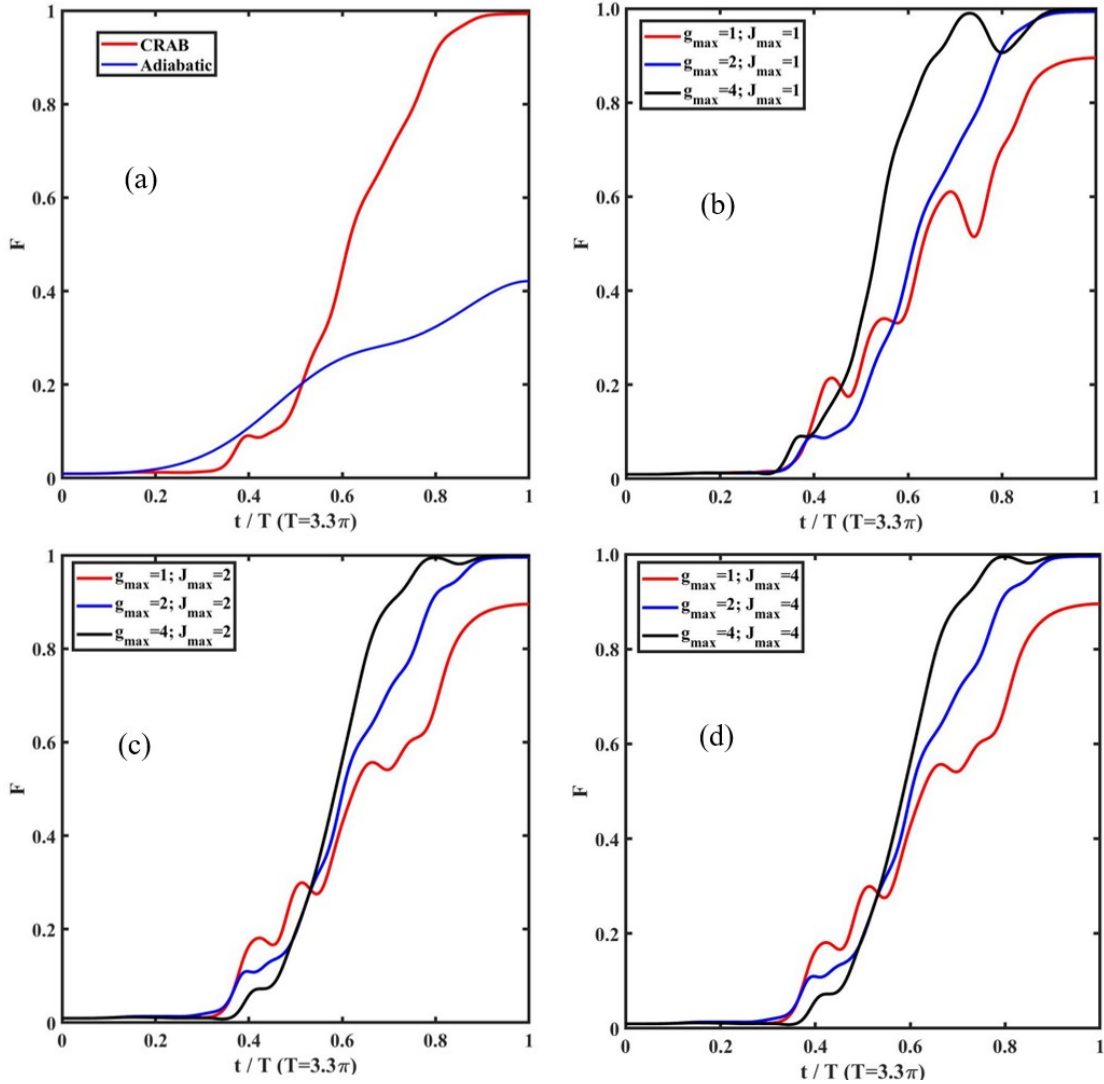 1
0.8
0.6
0.4
0.2
0
F
CRAB
Adiabatic
(a)
0 0.2 0.4 0.6 0.8 1
t / T (T=3.3π)
1.0
0.8
0.6
0.4
0.2
0
F
g_max=1; J_max=1
g_max=2; J_max=1
g_max=4; J_max=1
(b)
0 0.2 0.4 0.6 0.8 1
t / T (T=3.3π)
1
0.8
0.6
0.4
0.2
0
F
g_max=1; J_max=2
g_max=2; J_max=2
g_max=4; J_max=2
(c)
0 0.2 0.4 0.6 0.8 1
t / T (T=3.3π)
1.0
0.8
0.6
0.4
0.2
0
F
g_max=1; J_max=4
g_max=2; J_max=4
g_max=4; J_max=4
(d)
0 0.2 0.4 0.6 0.8 1
t / T (T=3.3π)